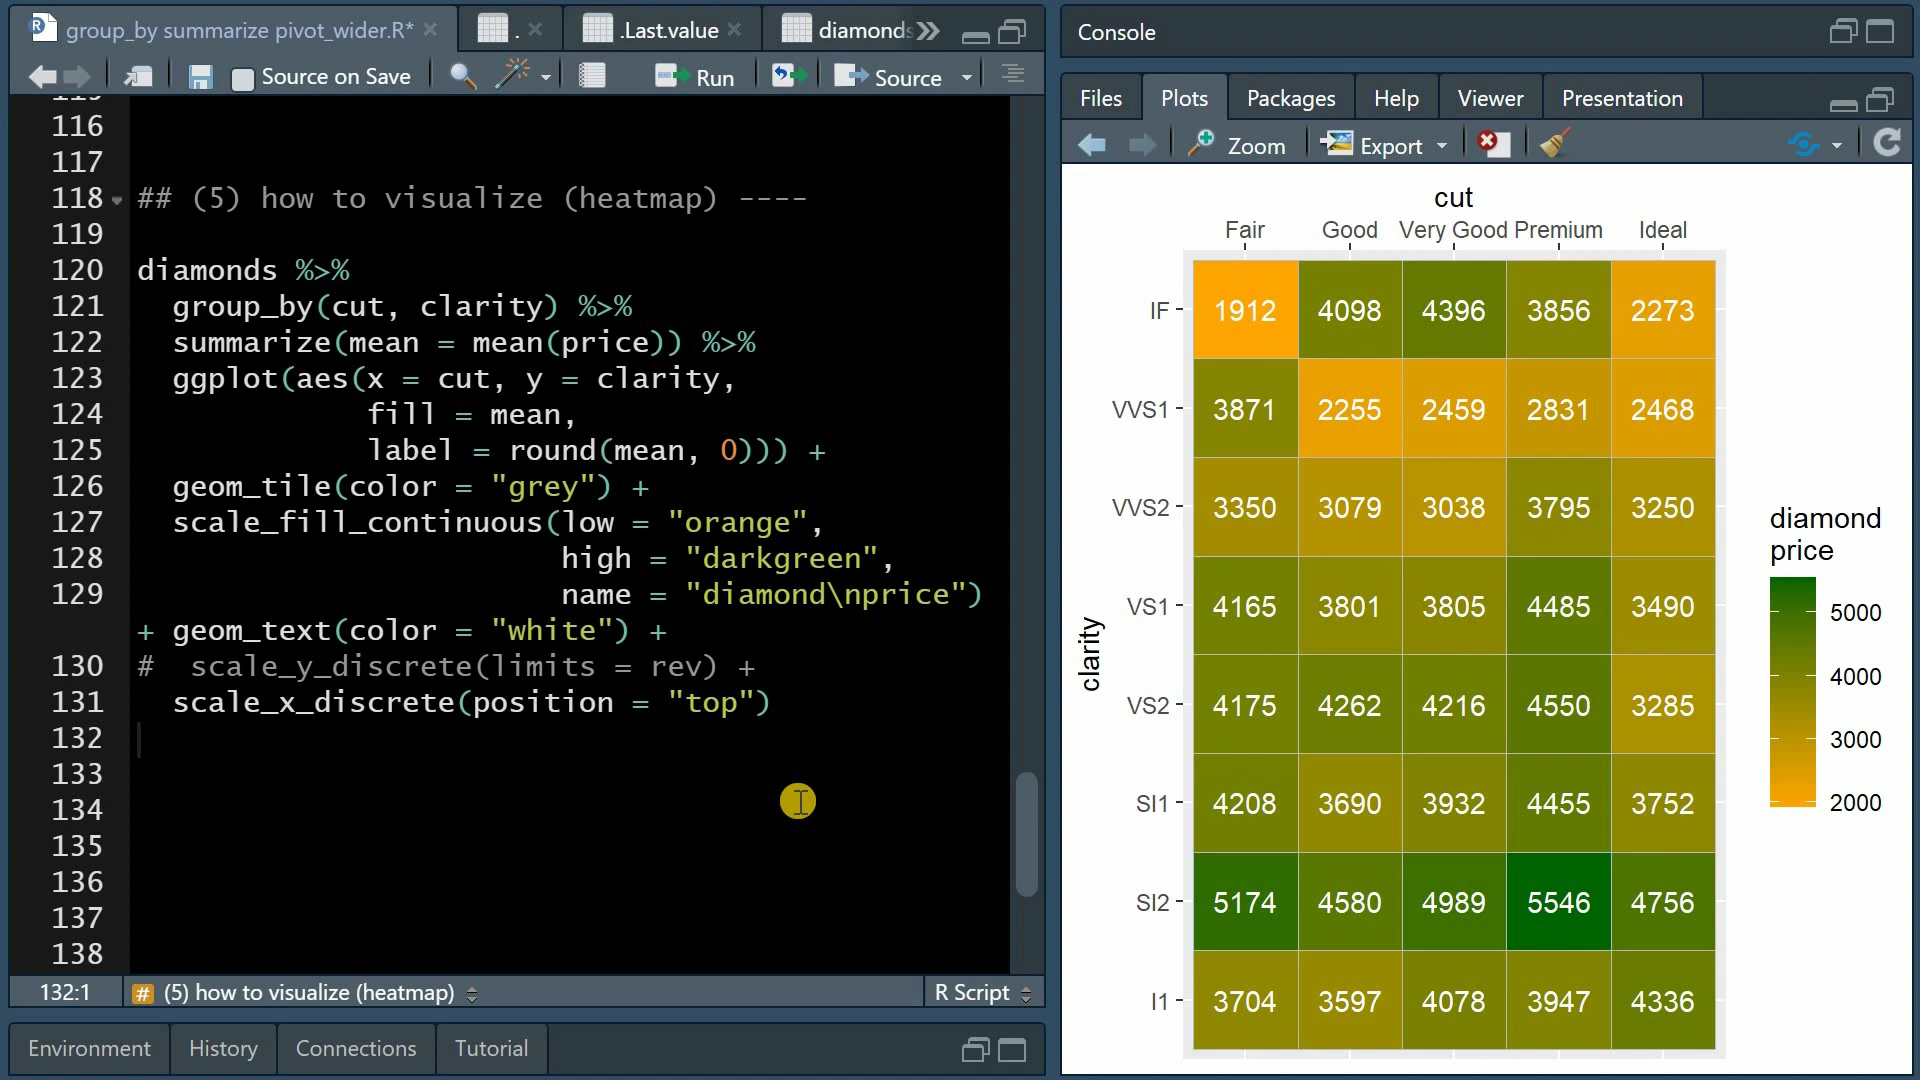 group_by summarize pivot_wider.R*
.
.Last.value
diamonds
Source on Save
Run
Source
115
116
117
118 ## (5) how to visualize (heatmap) ----
119
120 diamonds %>%
121 group_by(cut, clarity) %>%
122 summarize(mean = mean(price)) %>%
123 ggplot(aes(x = cut, y = clarity,
124 fill = mean,
125 label = round(mean, 0))) +
126 geom_tile(color = "grey") +
127 scale_fill_continuous(low = "orange",
128 high = "darkgreen",
129 name = "diamond\nprice")
+ geom_text(color = "white") +
130 # scale_y_discrete(limits = rev) +
131 scale_x_discrete(position = "top")
132
133
134
135
136
137
138
132:1 # (5) how to visualize (heatmap) R Script
Environment History Connections Tutorial
Console
Files Plots Packages Help Viewer Presentation
Zoom Export
cut
Fair Good Very Good Premium Ideal
clarity
IF 1912 4098 4396 3856 2273
VVS1 3871 2255 2459 2831 2468
VVS2 3350 3079 3038 3795 3250
VS1 4165 3801 3805 4485 3490
VS2 4175 4262 4216 4550 3285
SI1 4208 3690 3932 4455 3752
SI2 5174 4580 4989 5546 4756
I1 3704 3597 4078 3947 4336
diamond
price
5000
4000
3000
2000